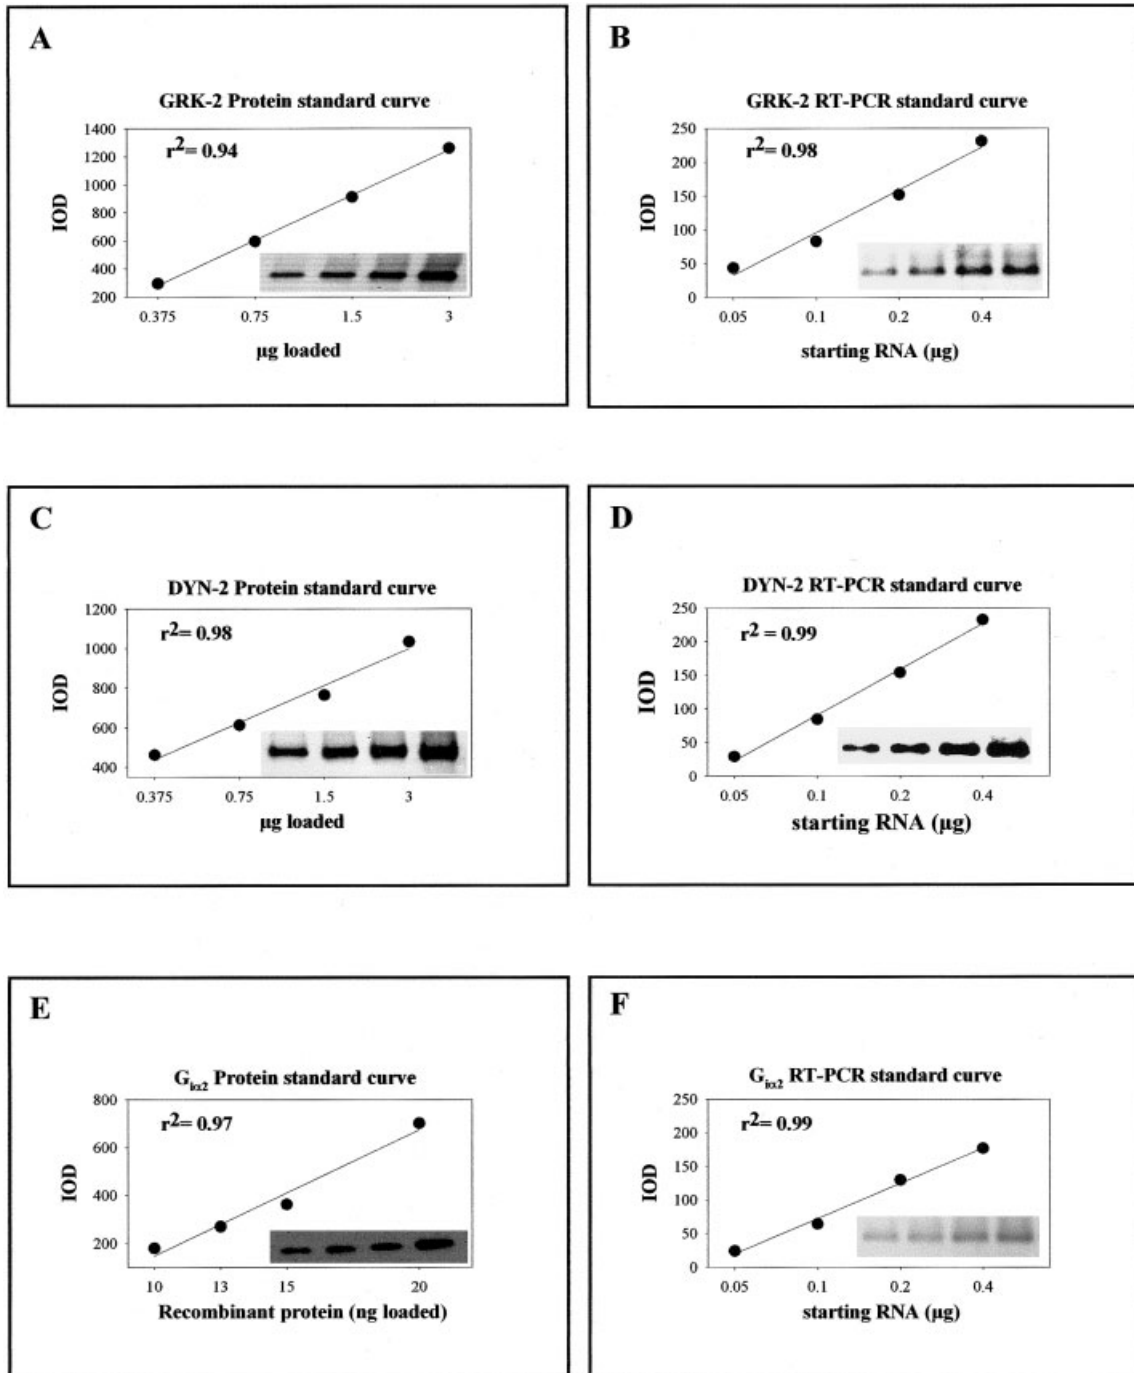 A
GRK-2 Protein standard curve
r²= 0.94
1400
1200
1000
800
600
400
200
IOD
0.375 0.75 1.5 3
µg loaded
B
GRK-2 RT-PCR standard curve
r²= 0.98
250
200
150
100
50
0
IOD
0.05 0.1 0.2 0.4
starting RNA (µg)
C
DYN-2 Protein standard curve
r²= 0.98
1200
1000
800
600
400
IOD
0.375 0.75 1.5 3
µg loaded
D
DYN-2 RT-PCR standard curve
r² = 0.99
250
200
150
100
50
0
IOD
0.05 0.1 0.2 0.4
starting RNA (µg)
E
Giα2 Protein standard curve
r²= 0.97
800
600
400
200
IOD
10 13 15 20
Recombinant protein (ng loaded)
F
Giα2 RT-PCR standard curve
r²= 0.99
250
200
150
100
50
0
IOD
0.05 0.1 0.2 0.4
starting RNA (µg)